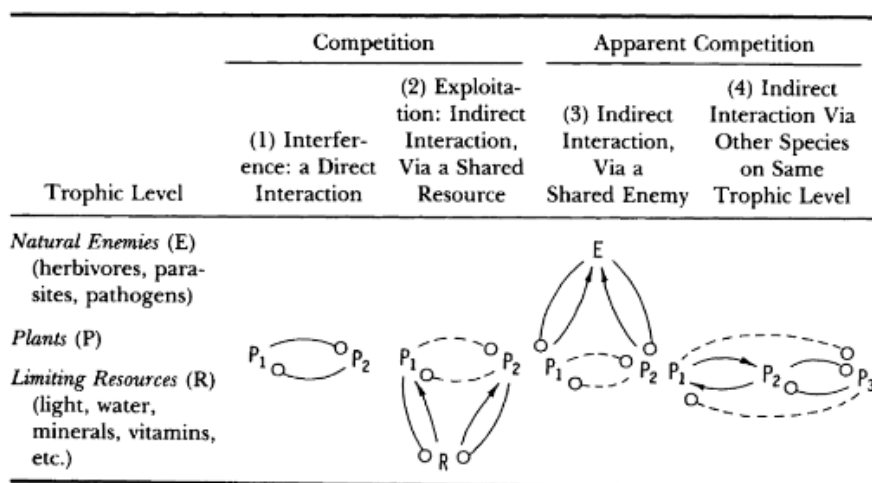 Competition Apparent Competition
(2) Exploita- (4) Indirect
tion: Indirect (3) Indirect Interaction Via
(1) Interfer- Interaction, Interaction, Other Species
ence: a Direct Via a Shared Via a on Same
Trophic Level Interaction Resource Shared Enemy Trophic Level
Natural Enemies (E) E
(herbivores, para-
sites, pathogens)
Plants (P)
P1 P2 P1 P2 P1 P2 P1 P2 P3
Limiting Resources (R)
(light, water,
minerals, vitamins,
etc.) R